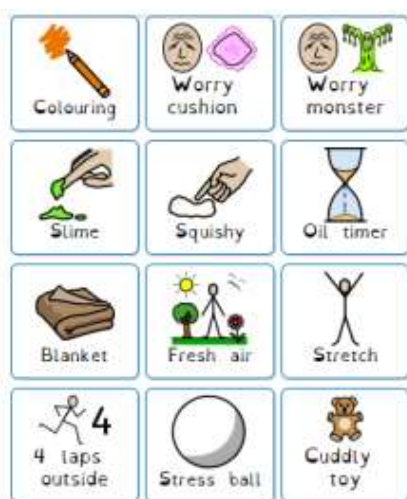 Colouring
Worry
cushion
Worry
monster
Slime
Squishy
Oil timer
Blanket
Fresh air
Stretch
4
4 laps
outside
Stress ball
Cuddly
toy